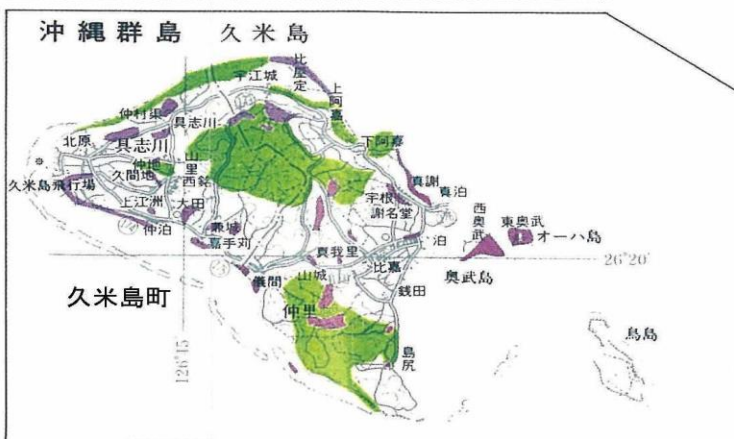 沖縄群島 久米島
宇江城
比屋定
上阿嘉
仲村渠
具志川
北原
具志川
下阿嘉
山里
仲地
久間地
西銘
真謝
真泊
久米島飛行場
上江洲
大田
宇根
謝名堂
西奥武
東奥武
オーハ島
仲泊
兼城
嘉手苅
泊
真我里
比嘉
奥武島
26°20'
儀間
山城
銭田
久米島町
仲里
鳥島
126°45'
島尻